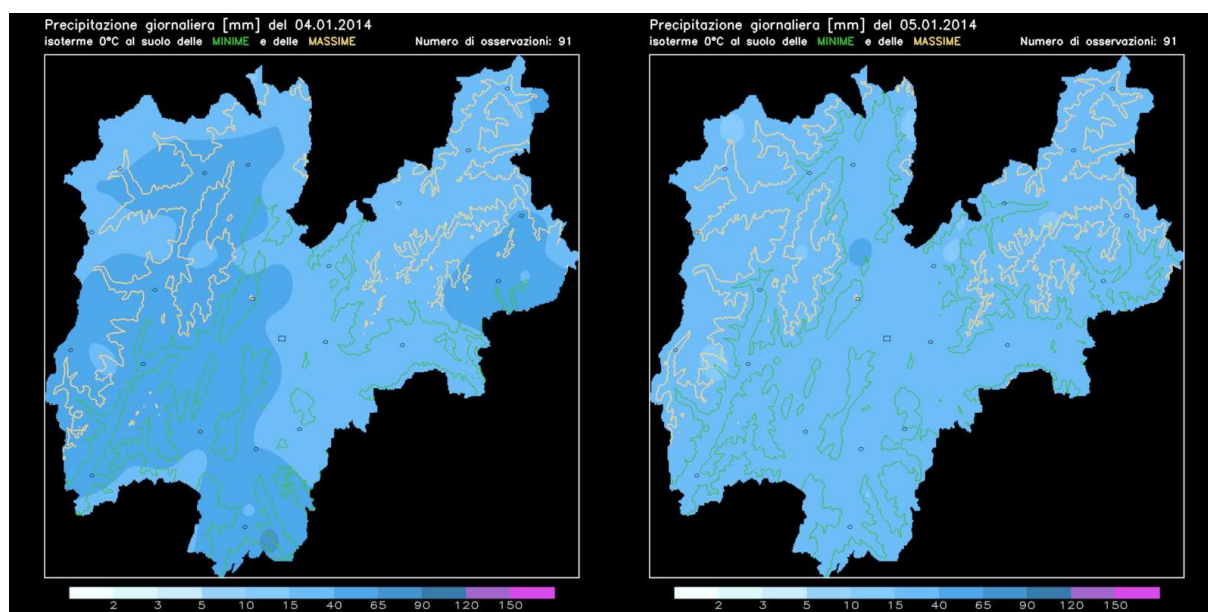 Precipitazione giornaliera [mm] del 04.01.2014
isoterme 0°C al suolo delle MINIME e delle MASSIME Numero di osservazioni: 91
2 3 5 10 15 40 65 90 120 150
Precipitazione giornaliera [mm] del 05.01.2014
isoterme 0°C al suolo delle MINIME e delle MASSIME Numero di osservazioni: 91
2 3 5 10 15 40 65 90 120 150